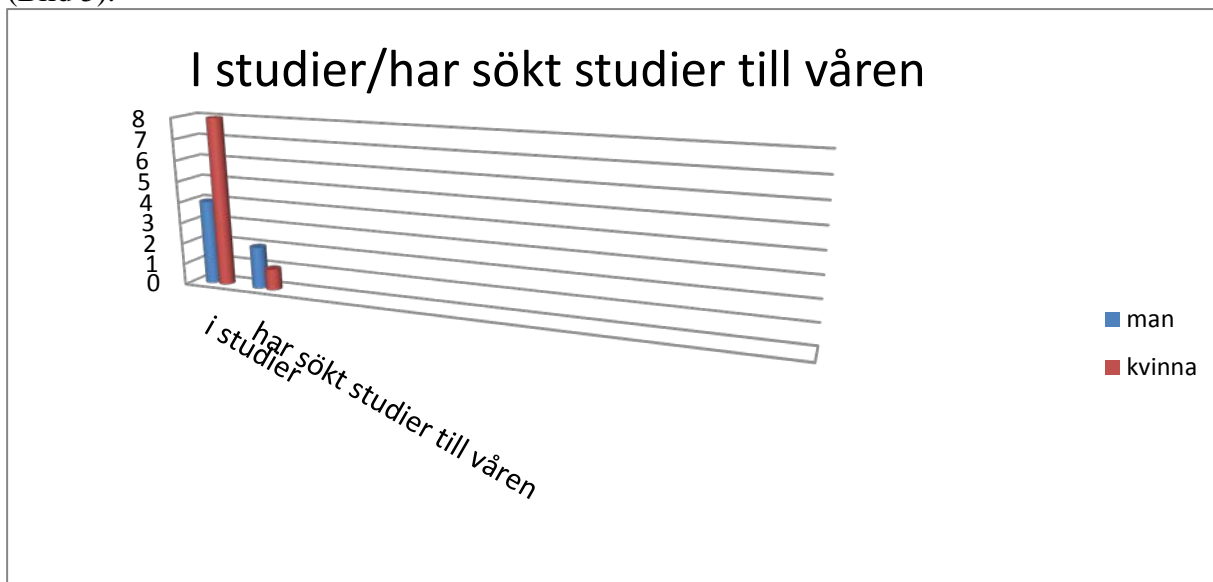 I studier/har sökt studier till våren
8
7
6
5
4
3
2
1
0
i studier
har sökt studier till våren
man
kvinna